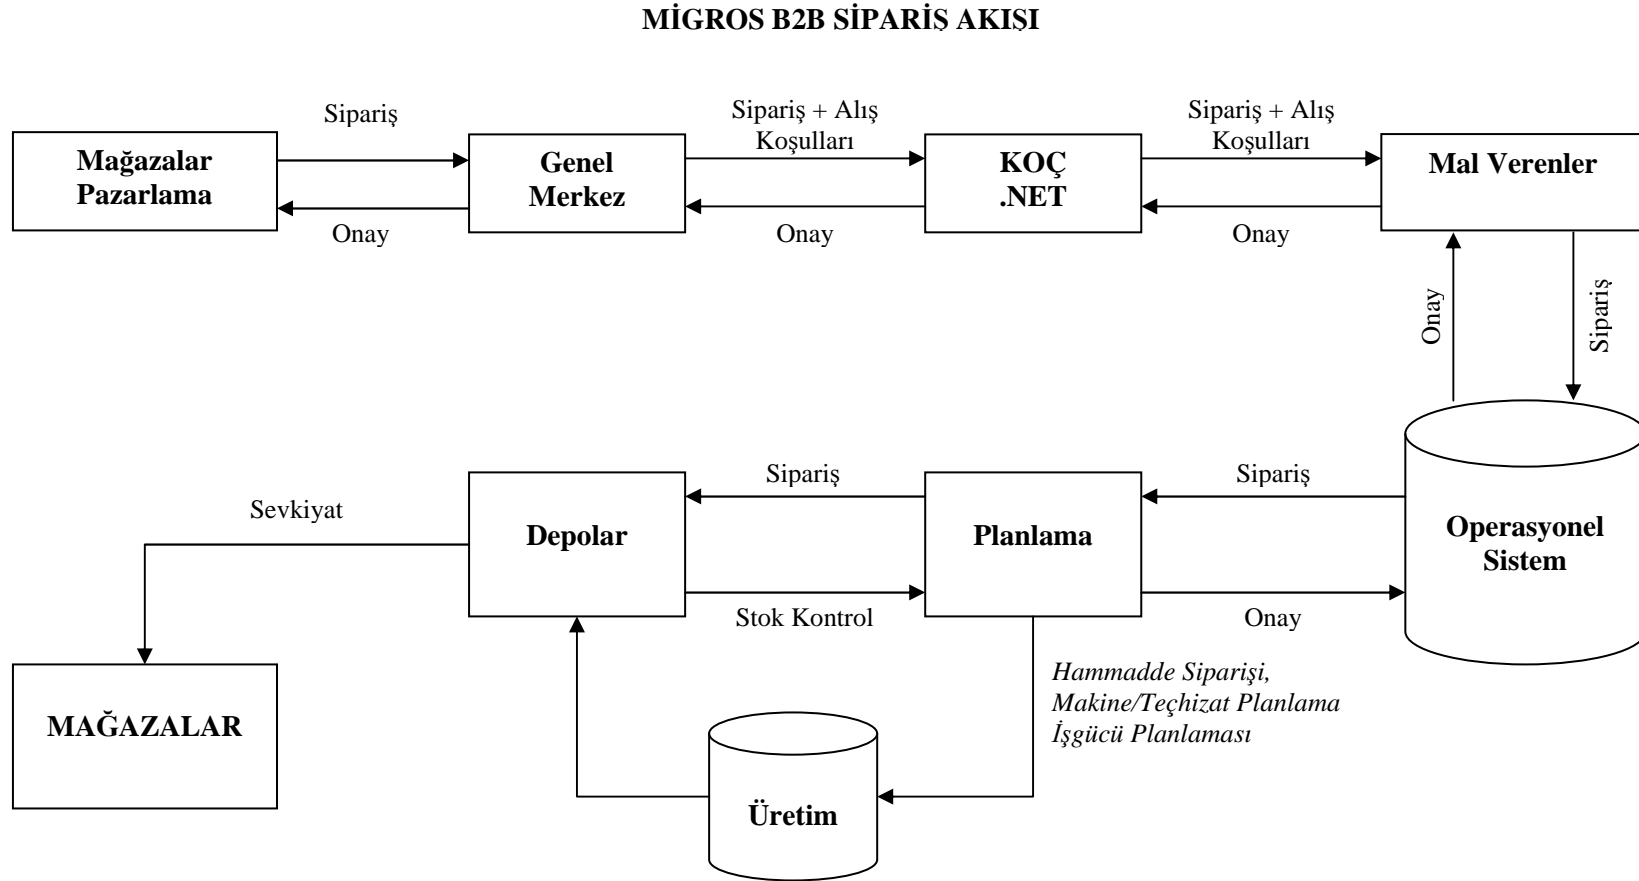 MİGROS B2B SİPARİŞ AKIŞI
Sipariş
Sipariş + Alış
Koşulları
Sipariş + Alış
Koşulları
Mağazalar
Pazarlama
Genel
Merkez
KOÇ
.NET
Mal Verenler
Onay
Onay
Onay
Onay
Sipariş
Sevkiyat
Sipariş
Sipariş
Depolar
Planlama
Operasyonel
Sistem
Stok Kontrol
Onay
Hammadde Siparişi,
Makine/Teçhizat Planlama
İşgücü Planlaması
MAĞAZALAR
Üretim